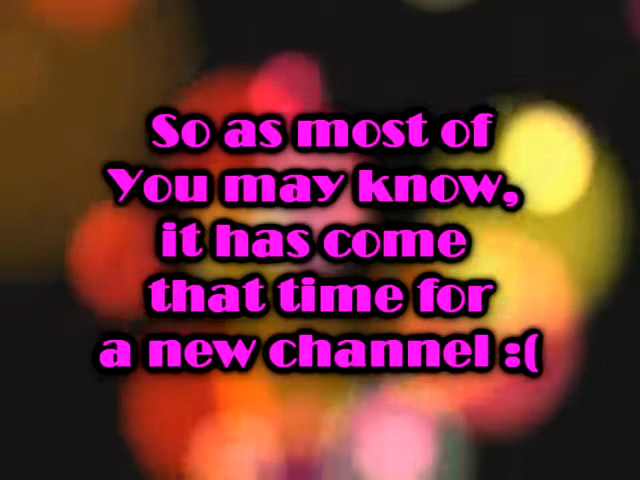 So as most of
You may know,
it has come
that time for
a new channel :(